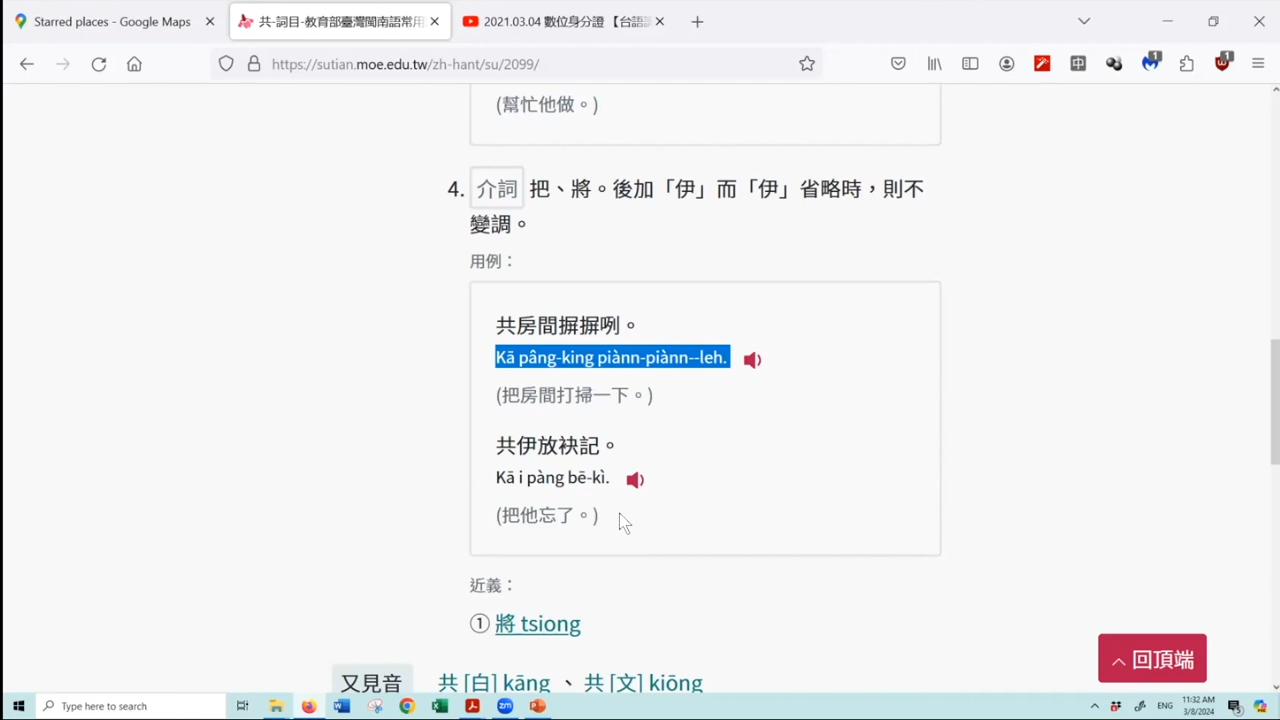 Starred places - Google Maps
共-詞目-教育部臺灣閩南語常用
2021.03.04 數位身分證 【台語
https://sutian.moe.edu.tw/zh-hant/su/2099/
(幫忙他做。)
4. 介詞 把、將。後加「伊」而「伊」省略時，則不
變調。
用例：
共房間摒摒咧。
Kā pâng-king piànn-piànn--leh.
(把房間打掃一下。)
共伊放袂記。
Kā i pàng bē-kì.
(把他忘了。)
近義：
① 將 tsiong
回頂端
又見音 共 [白] kāng 、 共 [文] kiōng
Type here to search
ENG
11:32 AM
3/8/2024